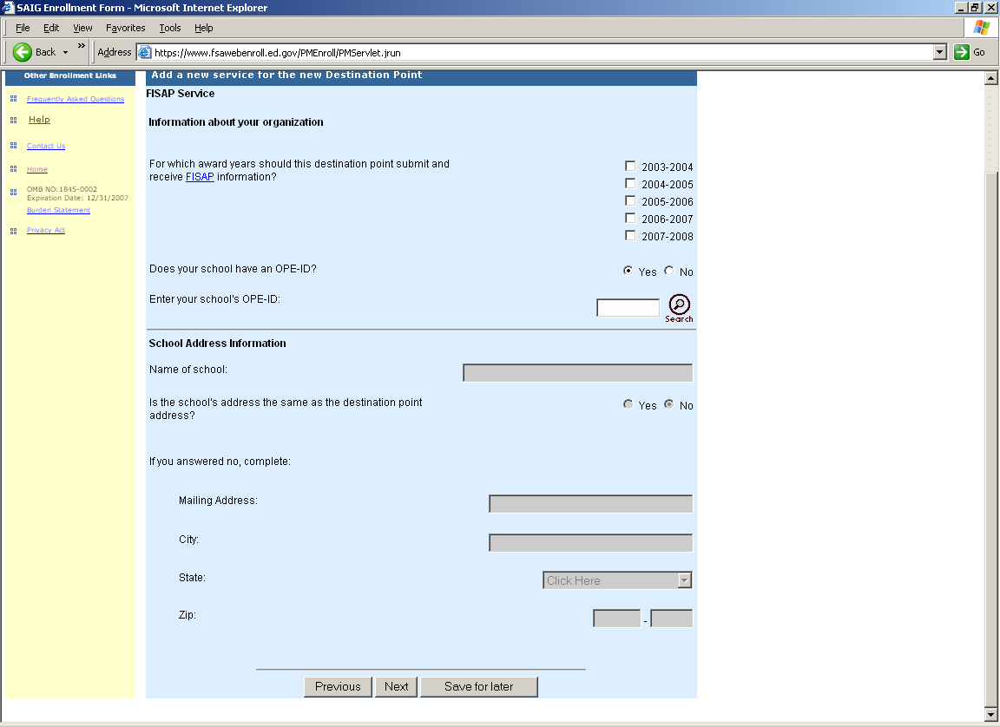 SAIG Enrollment Form - Microsoft Internet Explorer
File Edit View Favorites Tools Help
Back » Address https://www.fsawebenroll.ed.gov/PMEnroll/PMServlet.jrun Go
Other Enrollment Links
Frequently Asked Questions
Help
Contact Us
Home
OMB NO:1845-0002
Expiration Date: 12/31/2007
Burden Statement
Privacy Act
Add a new service for the new Destination Point
FISAP Service
Information about your organization
For which award years should this destination point submit and
receive FISAP information?
2003-2004
2004-2005
2005-2006
2006-2007
2007-2008
Does your school have an OPE-ID? Yes No
Enter your school's OPE-ID:
Search
School Address Information
Name of school:
Is the school's address the same as the destination point
address? Yes No
If you answered no, complete:
Mailing Address:
City:
State: Click Here
Zip: -
Previous Next Save for later